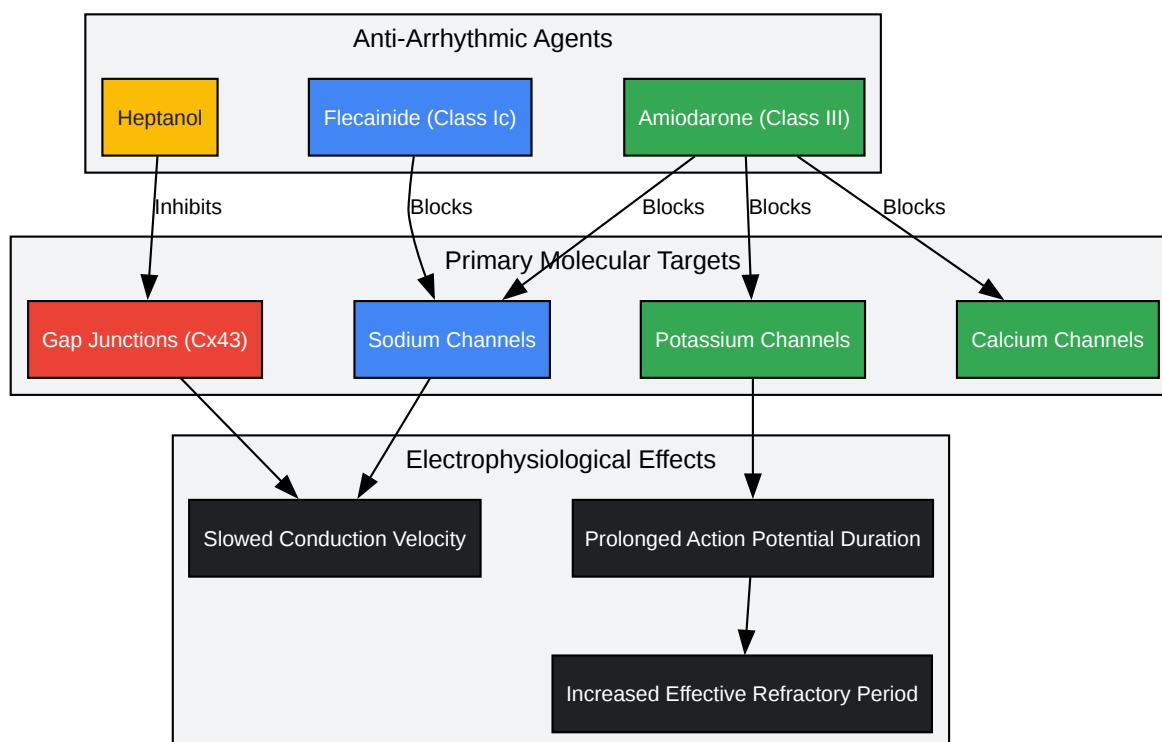 Anti-Arrhythmic Agents
Heptanol
Flecainide (Class Ic)
Amiodarone (Class III)
Inhibits
Blocks
Blocks
Blocks
Blocks
Primary Molecular Targets
Gap Junctions (Cx43)
Sodium Channels
Potassium Channels
Calcium Channels
Electrophysiological Effects
Slowed Conduction Velocity
Prolonged Action Potential Duration
Increased Effective Refractory Period